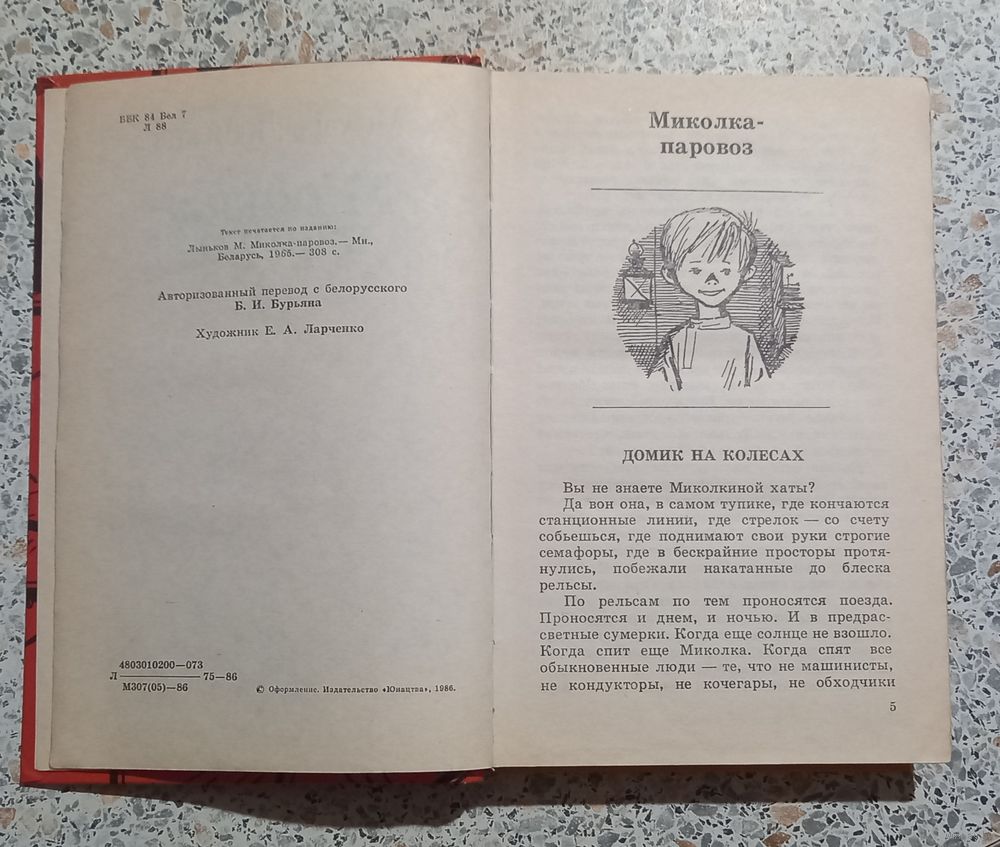 ББК 84 Бел 7
Л 88
Текст печатается по изданию:
Лыньков М. Миколка-паровоз.— Мн.,
Беларусь, 1965.— 308 с.
Авторизованный перевод с белорусского
Б. И. Бурьяна
Художник Е. А. Ларченко
4803010200—073
Л ——— 75—86
М307(05)—86
© Оформление. Издательство «Юнацтва», 1986.
Миколка-
паровоз
ДОМИК НА КОЛЕСАХ
Вы не знаете Миколкиной хаты?
Да вон она, в самом тупике, где кончаются
станционные линии, где стрелок — со счету
собьешься, где поднимают свои руки строгие
семафоры, где в бескрайние просторы протя-
нулись, побежали накатанные до блеска
рельсы.
По рельсам по тем проносятся поезда.
Проносятся и днем, и ночью. И в предрас-
светные сумерки. Когда еще солнце не взошло.
Когда спит еще Миколка. Когда спят все
обыкновенные люди — те, что не машинисты,
не кондукторы, не кочегары, не обходчики
5